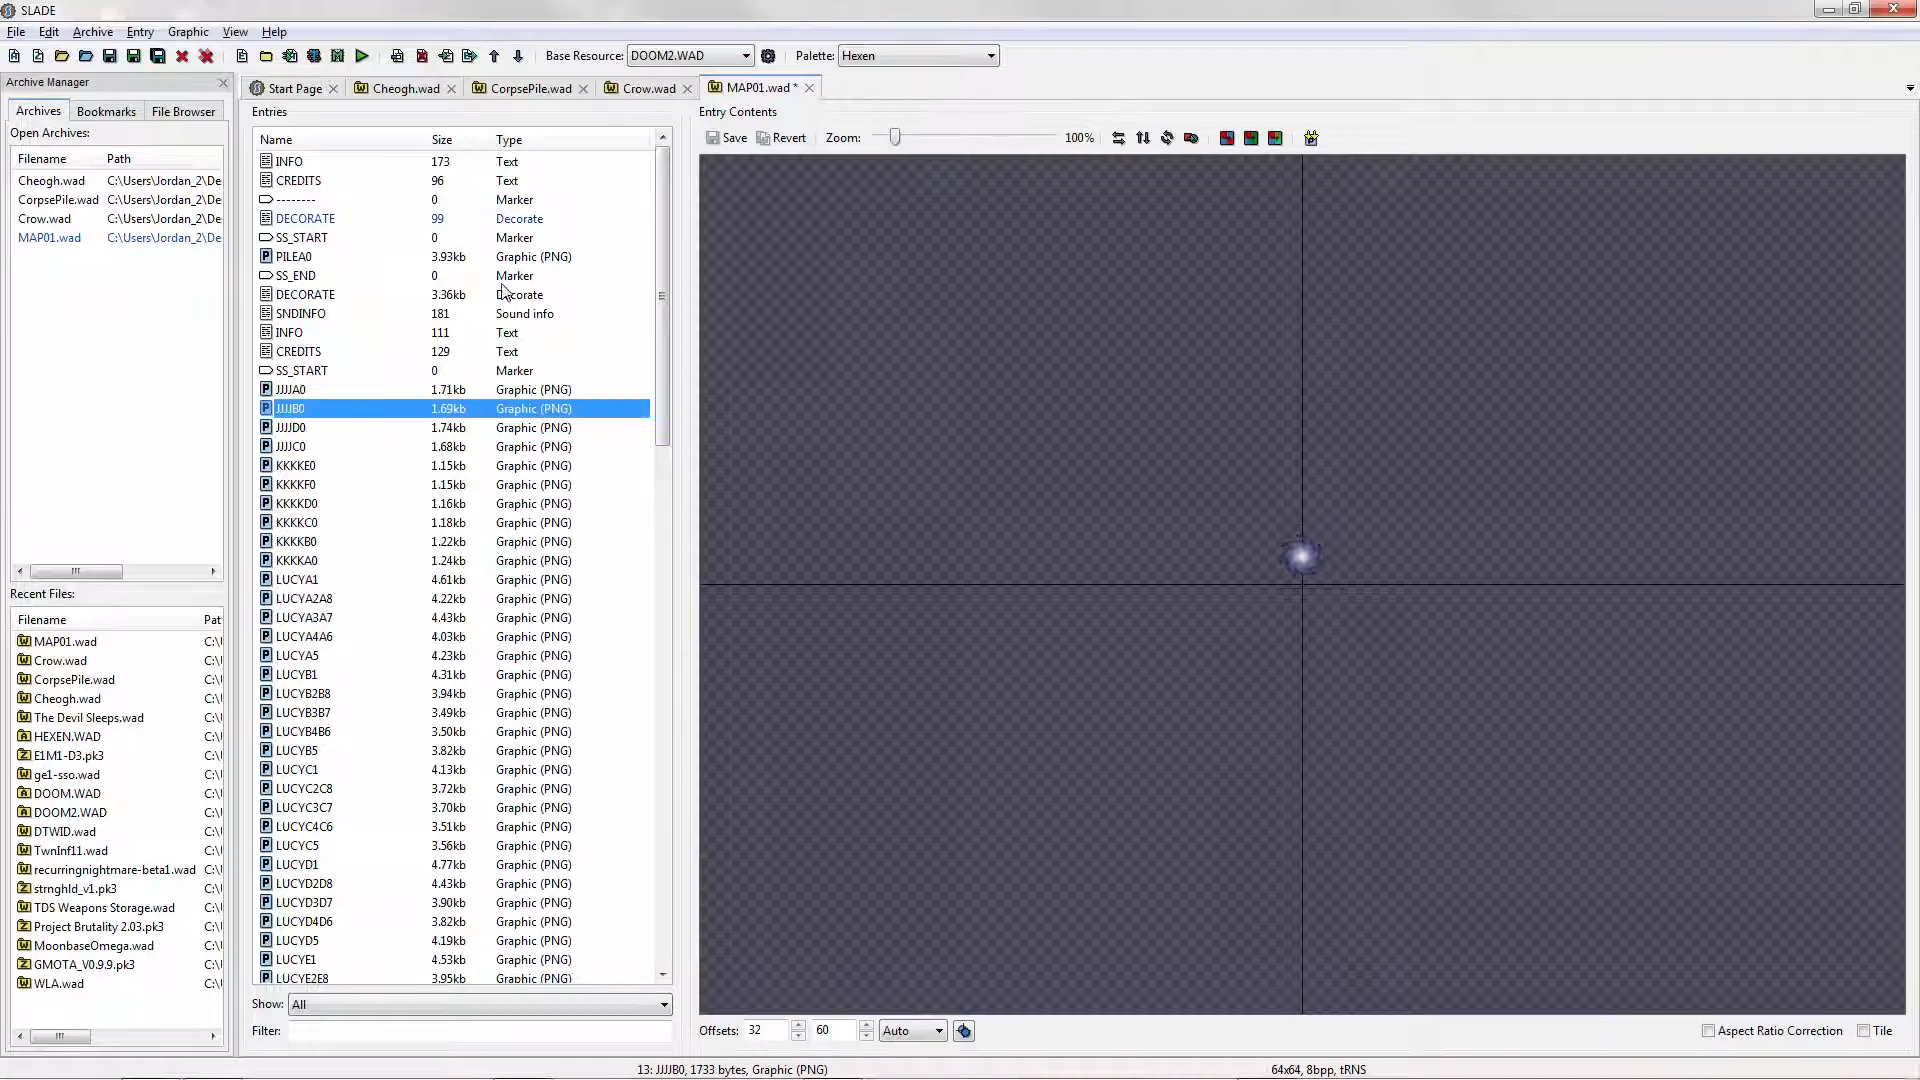 SLADE
File Edit Archive Entry Graphic View Help
Base Resource: DOOM2.WAD Palette: Hexen
Archive Manager
Archives Bookmarks File Browser
Open Archives:
Filename Path
Cheogh.wad C:\Users\Jordan_2\De
CorpsePile.wad C:\Users\Jordan_2\De
Crow.wad C:\Users\Jordan_2\De
MAP01.wad C:\Users\Jordan_2\De
Recent Files:
Filename Pat
MAP01.wad C:\
Crow.wad C:\
CorpsePile.wad C:\
Cheogh.wad C:\
The Devil Sleeps.wad C:\
HEXEN.WAD C:\
E1M1-D3.pk3 C:\
ge1-sso.wad C:\
DOOM.WAD C:\
DOOM2.WAD C:\
DTWID.wad C:\
TwnInf11.wad C:\
recurringnightmare-beta1.wad C:\
strnghld_v1.pk3 C:\
TDS Weapons Storage.wad C:\
Project Brutality 2.03.pk3 C:\
MoonbaseOmega.wad C:\
GMOTA_V0.9.9.pk3 C:\
WLA.wad C:\
Start Page Cheogh.wad CorpsePile.wad Crow.wad MAP01.wad *
Entries
Name Size Type
INFO 173 Text
CREDITS 96 Text
-------- 0 Marker
DECORATE 99 Decorate
SS_START 0 Marker
PILEA0 3.93kb Graphic (PNG)
SS_END 0 Marker
DECORATE 3.36kb Decorate
SNDINFO 181 Sound info
INFO 111 Text
CREDITS 129 Text
SS_START 0 Marker
JJJJA0 1.71kb Graphic (PNG)
JJJJB0 1.69kb Graphic (PNG)
JJJJD0 1.74kb Graphic (PNG)
JJJJC0 1.68kb Graphic (PNG)
KKKKE0 1.15kb Graphic (PNG)
KKKKF0 1.15kb Graphic (PNG)
KKKKD0 1.16kb Graphic (PNG)
KKKKC0 1.18kb Graphic (PNG)
KKKKB0 1.22kb Graphic (PNG)
KKKKA0 1.24kb Graphic (PNG)
LUCYA1 4.61kb Graphic (PNG)
LUCYA2A8 4.22kb Graphic (PNG)
LUCYA3A7 4.43kb Graphic (PNG)
LUCYA4A6 4.03kb Graphic (PNG)
LUCYA5 4.23kb Graphic (PNG)
LUCYB1 4.31kb Graphic (PNG)
LUCYB2B8 3.94kb Graphic (PNG)
LUCYB3B7 3.49kb Graphic (PNG)
LUCYB4B6 3.50kb Graphic (PNG)
LUCYB5 3.82kb Graphic (PNG)
LUCYC1 4.13kb Graphic (PNG)
LUCYC2C8 3.72kb Graphic (PNG)
LUCYC3C7 3.70kb Graphic (PNG)
LUCYC4C6 3.51kb Graphic (PNG)
LUCYC5 3.56kb Graphic (PNG)
LUCYD1 4.77kb Graphic (PNG)
LUCYD2D8 4.43kb Graphic (PNG)
LUCYD3D7 3.90kb Graphic (PNG)
LUCYD4D6 3.82kb Graphic (PNG)
LUCYD5 4.19kb Graphic (PNG)
LUCYE1 4.53kb Graphic (PNG)
LUCYE2E8 3.95kb Graphic (PNG)
Show: All
Filter:
Entry Contents
Save Revert Zoom: 100%
Offsets: 32 60 Auto Aspect Ratio Correction Tile
13: JJJJB0, 1733 bytes, Graphic (PNG) 64x64, 8bpp, tRNS